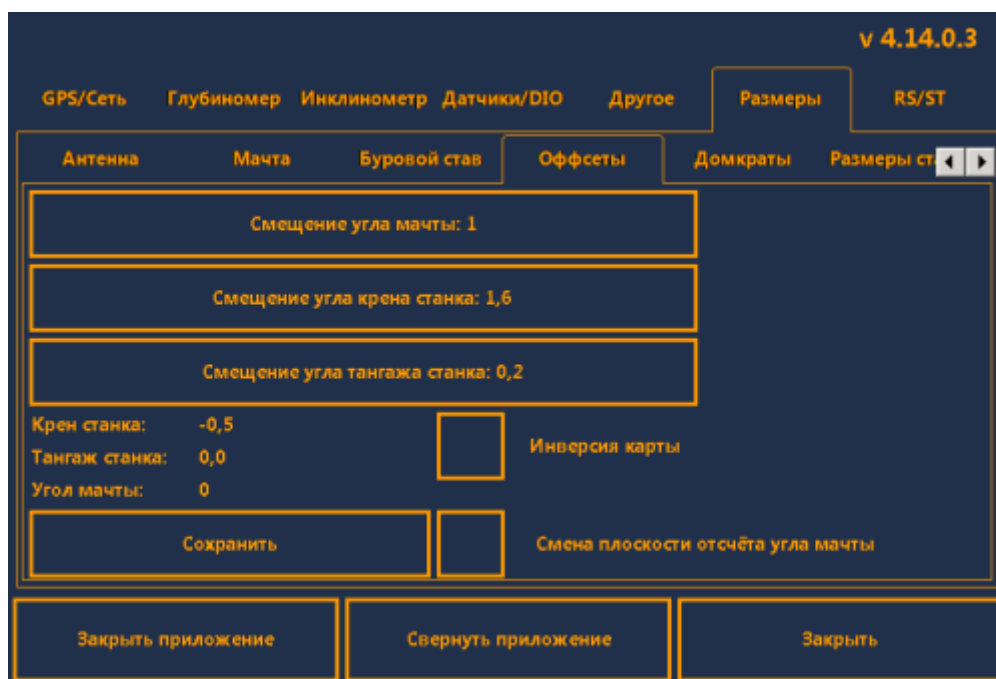 v 4.14.0.3
GPS/Сеть Глубиномер Инклинометр Датчики/DIO Другое Размеры RS/ST
Антенна Мачта Буровой став Оффсеты Домкраты Размеры ст
Смещение угла мачты: 1
Смещение угла крена станка: 1,6
Смещение угла тангажа станка: 0,2
Крен станка: -0,5
Инверсия карты
Тангаж станка: 0,0
Угол мачты: 0
Сохранить Смена плоскости отсчёта угла мачты
Закрыть приложение Свернуть приложение Закрыть